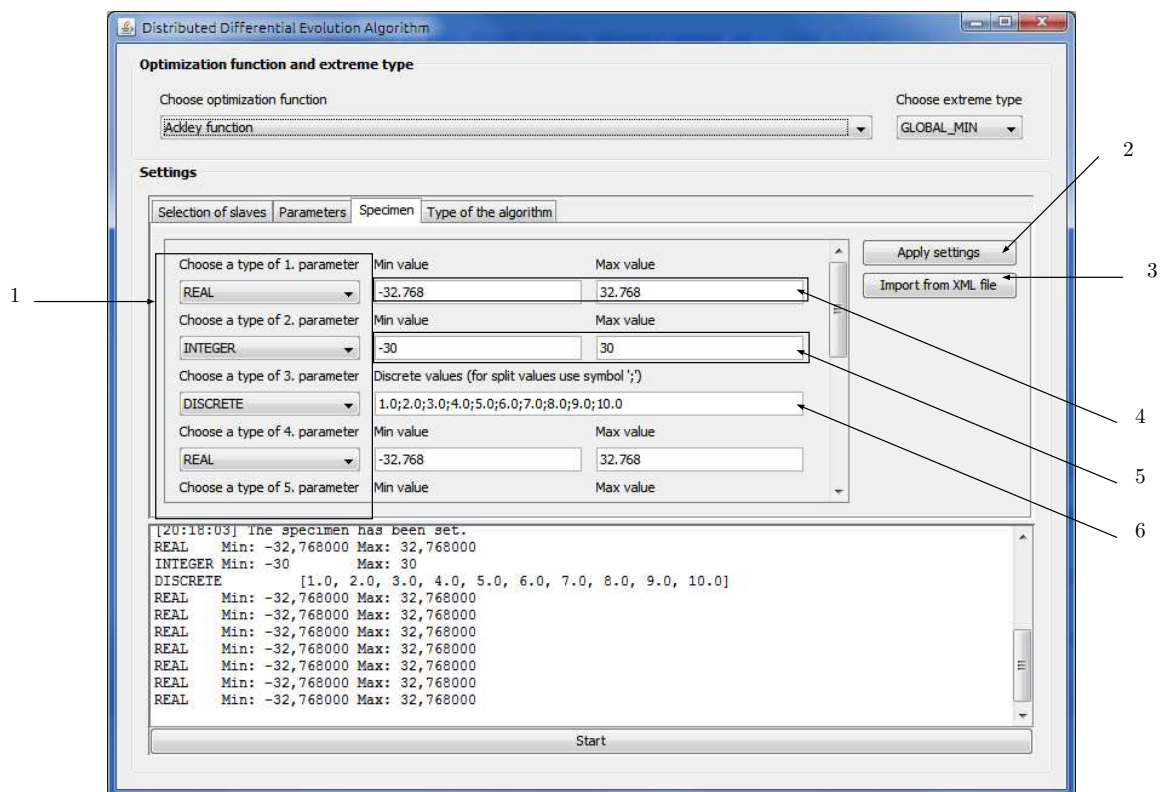 Distributed Differential Evolution Algorithm
Optimization function and extreme type
Choose optimization function Choose extreme type
Ackley function GLOBAL_MIN
2
Settings
Selection of slaves Parameters Specimen Type of the algorithm
Apply settings
Choose a type of 1. parameter Min value Max value
3
Import from XML file
1
REAL -32.768 32.768
Choose a type of 2. parameter Min value Max value
INTEGER -30 30
Choose a type of 3. parameter Discrete values (for split values use symbol ';')
DISCRETE 1.0;2.0;3.0;4.0;5.0;6.0;7.0;8.0;9.0;10.0
4
Choose a type of 4. parameter Min value Max value
REAL -32.768 32.768
5
Choose a type of 5. parameter Min value Max value
6
[20:18:03] The specimen has been set.
REAL Min: -32,768000 Max: 32,768000
INTEGER Min: -30 Max: 30
DISCRETE [1.0, 2.0, 3.0, 4.0, 5.0, 6.0, 7.0, 8.0, 9.0, 10.0]
REAL Min: -32,768000 Max: 32,768000
REAL Min: -32,768000 Max: 32,768000
REAL Min: -32,768000 Max: 32,768000
REAL Min: -32,768000 Max: 32,768000
REAL Min: -32,768000 Max: 32,768000
REAL Min: -32,768000 Max: 32,768000
REAL Min: -32,768000 Max: 32,768000
Start